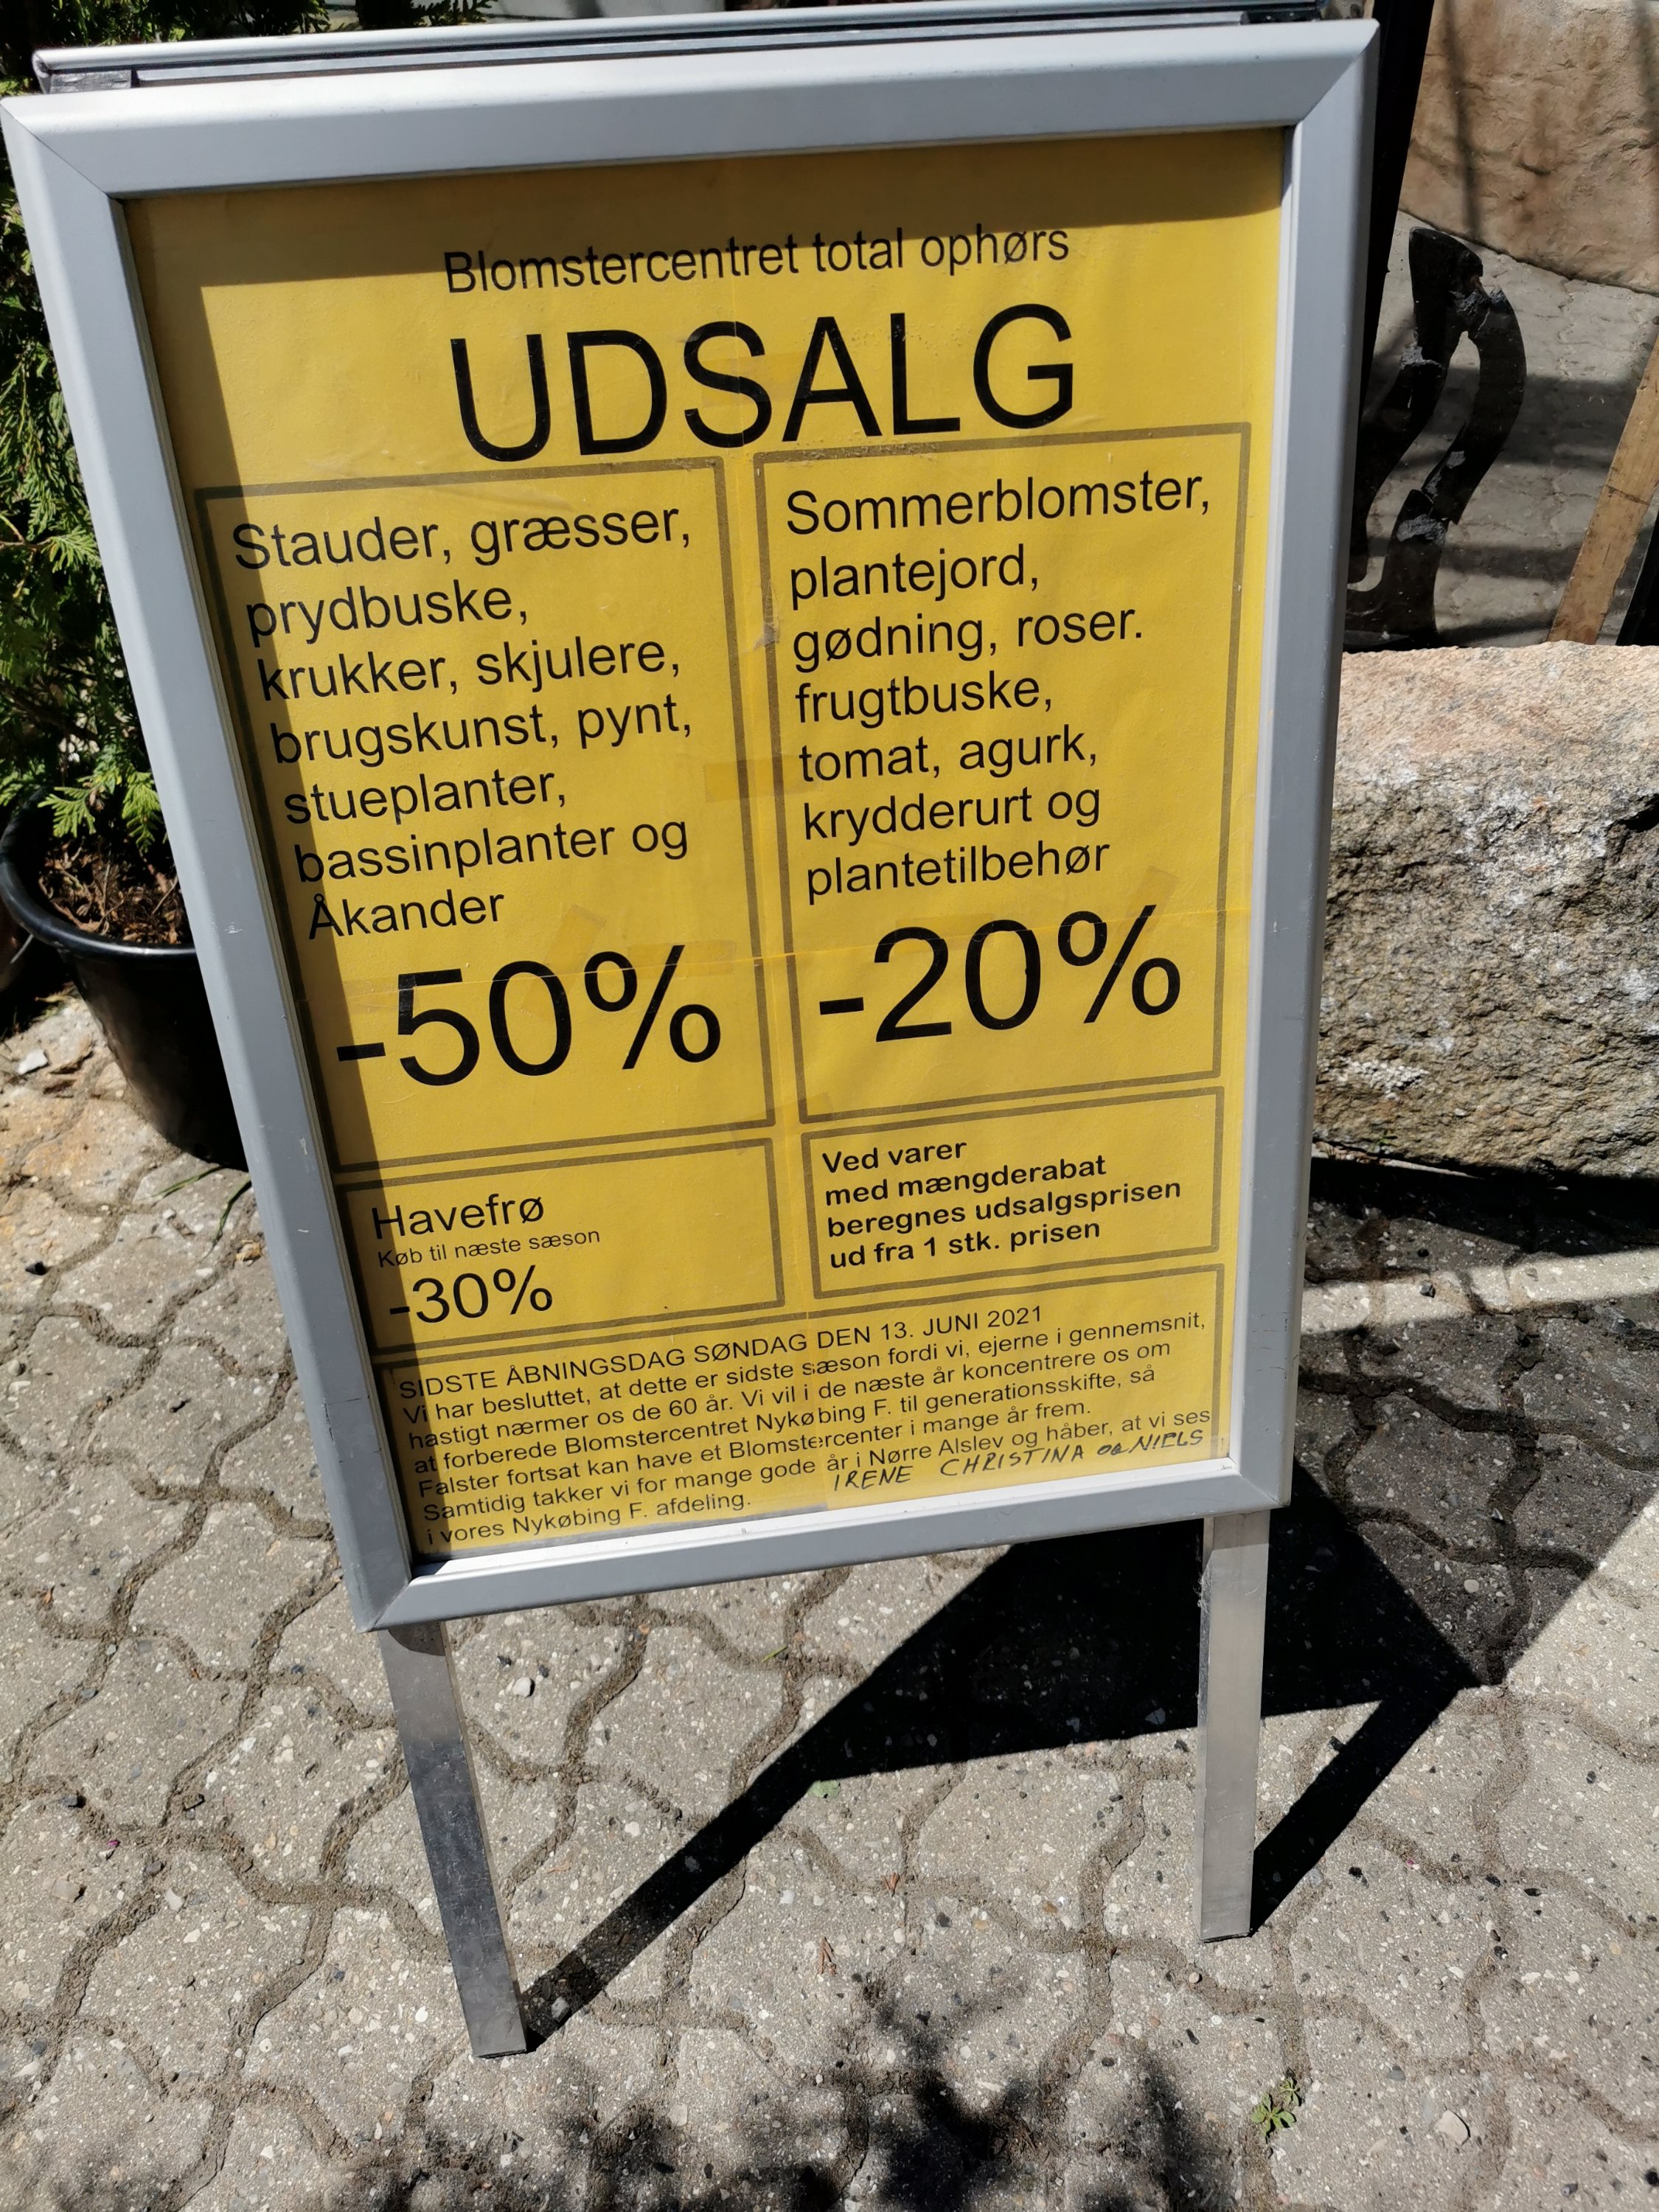 Blomstercentret total ophørs
UDSALG
Stauder, græsser,
prydbuske,
krukker, skjulere,
brugskunst, pynt,
stueplanter,
bassinplanter og
Åkander
-50%
Sommerblomster,
plantejord,
gødning, roser.
frugtbuske,
tomat, agurk,
krydderurt og
plantetilbehør
-20%
Havefrø
Køb til næste sæson
-30%
Ved varer
med mængderabat
beregnes udsalgsprisen
ud fra 1 stk. prisen
SIDSTE ÅBNINGSDAG SØNDAG DEN 13. JUNI 2021
Vi har besluttet, at dette er sidste sæson fordi vi, ejerne i gennemsnit,
hastigt nærmer os de 60 år. Vi vil i de næste år koncentrere os om
at forberede Blomstercentret Nykøbing F. til generationsskifte, så
Falster fortsat kan have et Blomstercenter i mange år frem.
Samtidig takker vi for mange gode år i Nørre Alslev og håber, at vi ses
i vores Nykøbing F. afdeling.
IRENE CHRISTINA OG NIELS